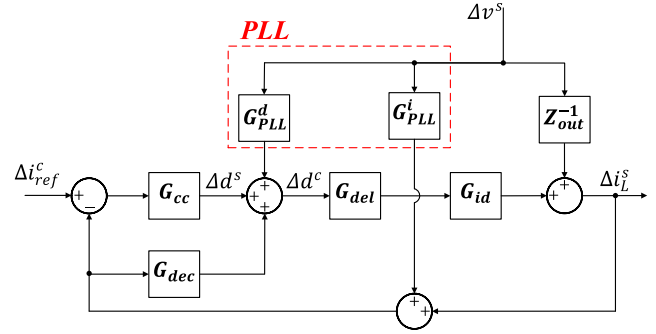 Δv^s
PLL
G^d_PLL
G^i_PLL
Z^-1_out
Δi^c_ref
+
−
G_cc
Δd^s
+
+
+
Δd^c
G_del
G_id
+
+
Δi^s_L
G_dec
+
+